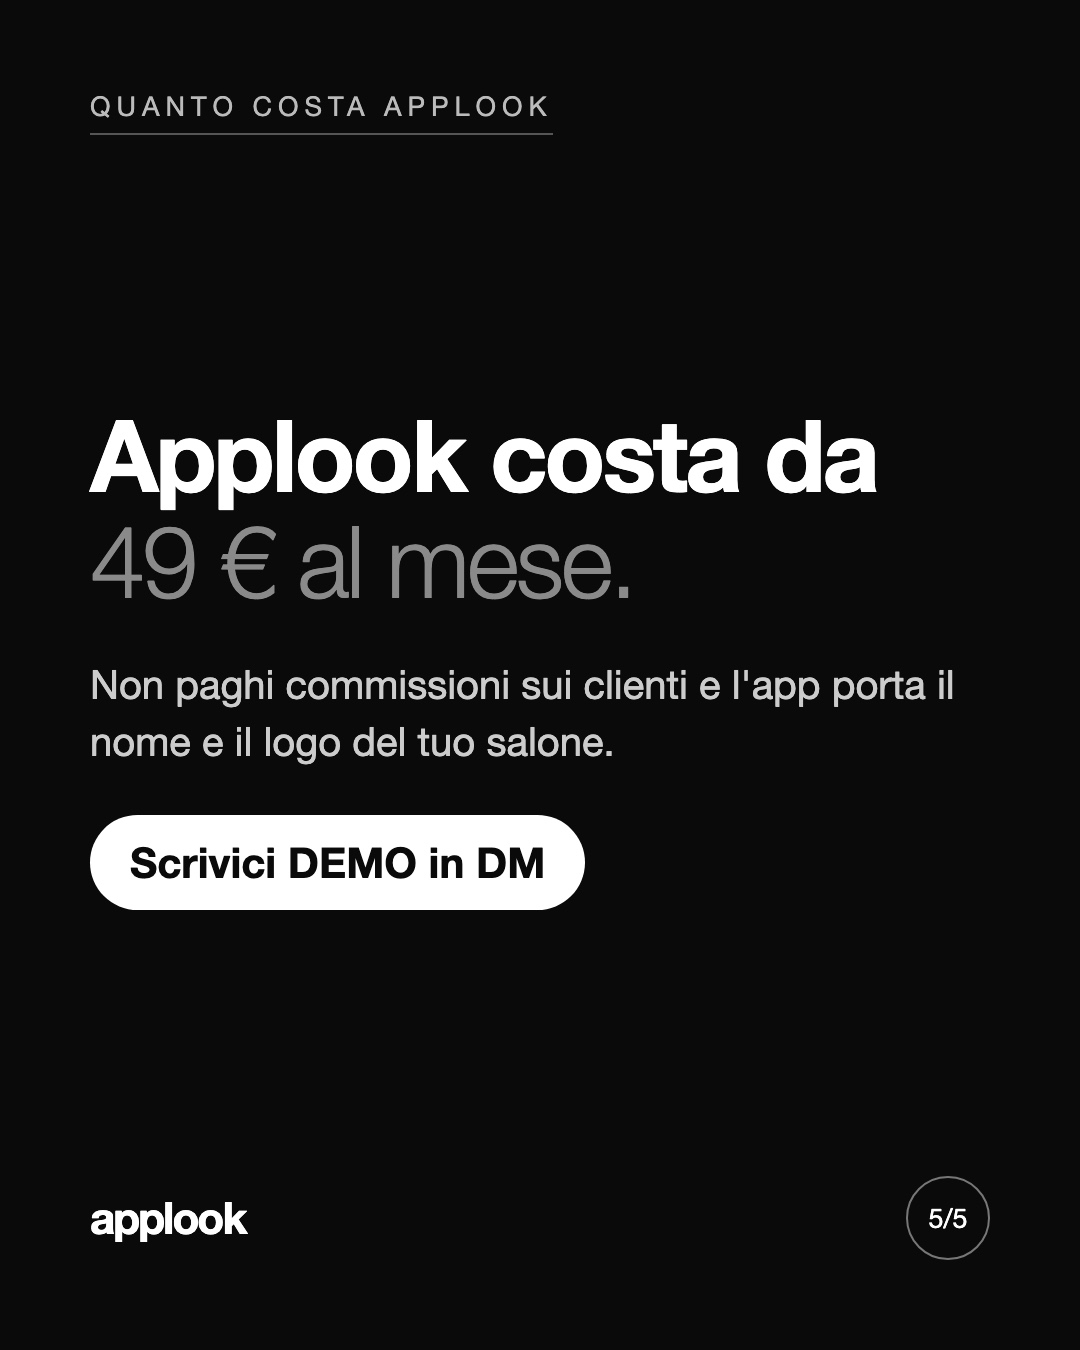 QUANTO COSTA APPLOOK
Applook costa da
49 € al mese.
Non paghi commissioni sui clienti e l'app porta il
nome e il logo del tuo salone.
Scrivici DEMO in DM
applook
5/5